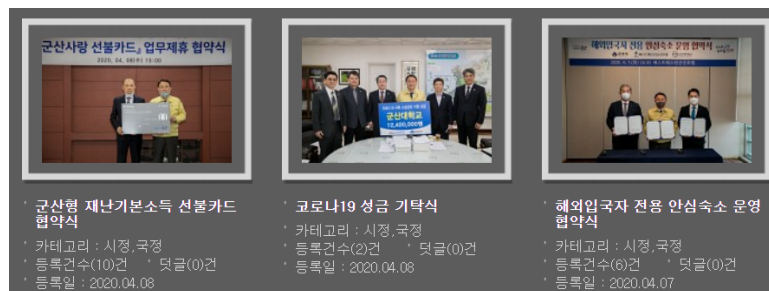 군산사랑 선불카드』 업무제휴 협약식
2020. 04. 08(수) 15:00
군산대학교
12,400,000원
해외입국자 전용 안심숙소 운영 협약식
군산형 재난기본소득 선불카드
협약식
카테고리 : 시정,국정
등록건수(10)건 덧글(0)건
등록일 : 2020.04.08
코로나19 성금 기탁식
카테고리 : 시정,국정
등록건수(2)건 덧글(0)건
등록일 : 2020.04.08
해외입국자 전용 안심숙소 운영
협약식
카테고리 : 시정,국정
등록건수(6)건 덧글(0)건
등록일 : 2020.04.07